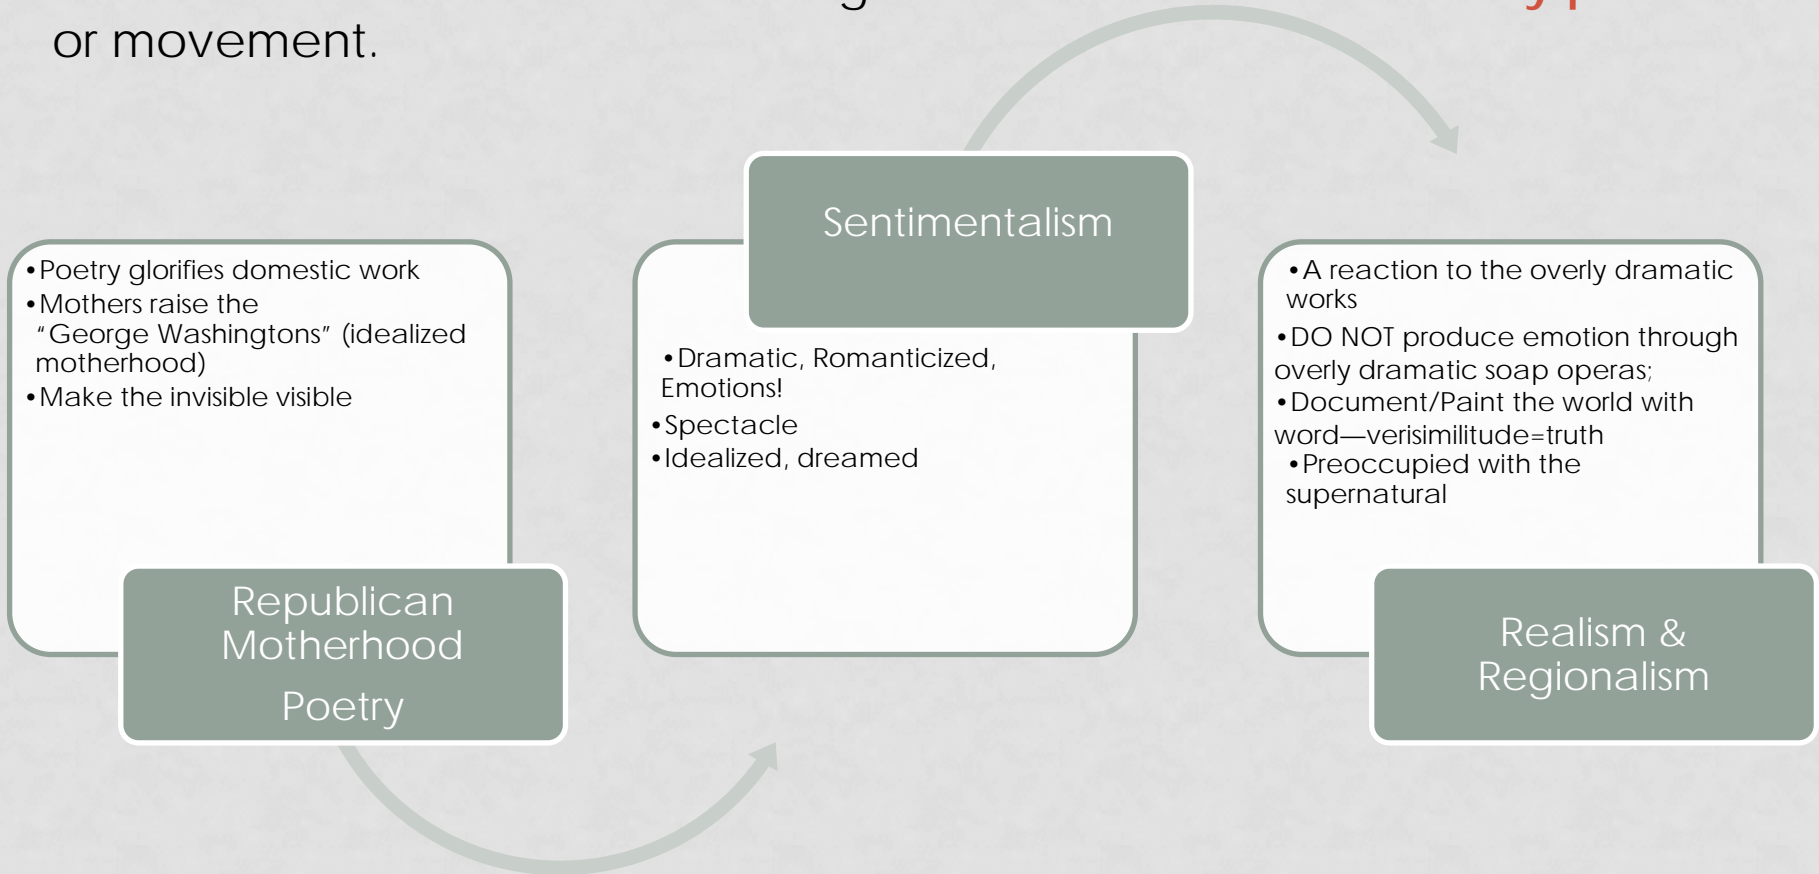 or movement.
•Poetry glorifies domestic work
•Mothers raise the
“George Washingtons” (idealized
motherhood)
•Make the invisible visible
Republican
Motherhood
Poetry
Sentimentalism
•Dramatic, Romanticized,
Emotions!
•Spectacle
•Idealized, dreamed
•A reaction to the overly dramatic
works
•DO NOT produce emotion through
overly dramatic soap operas;
•Document/Paint the world with
word—verisimilitude=truth
•Preoccupied with the
supernatural
Realism &
Regionalism